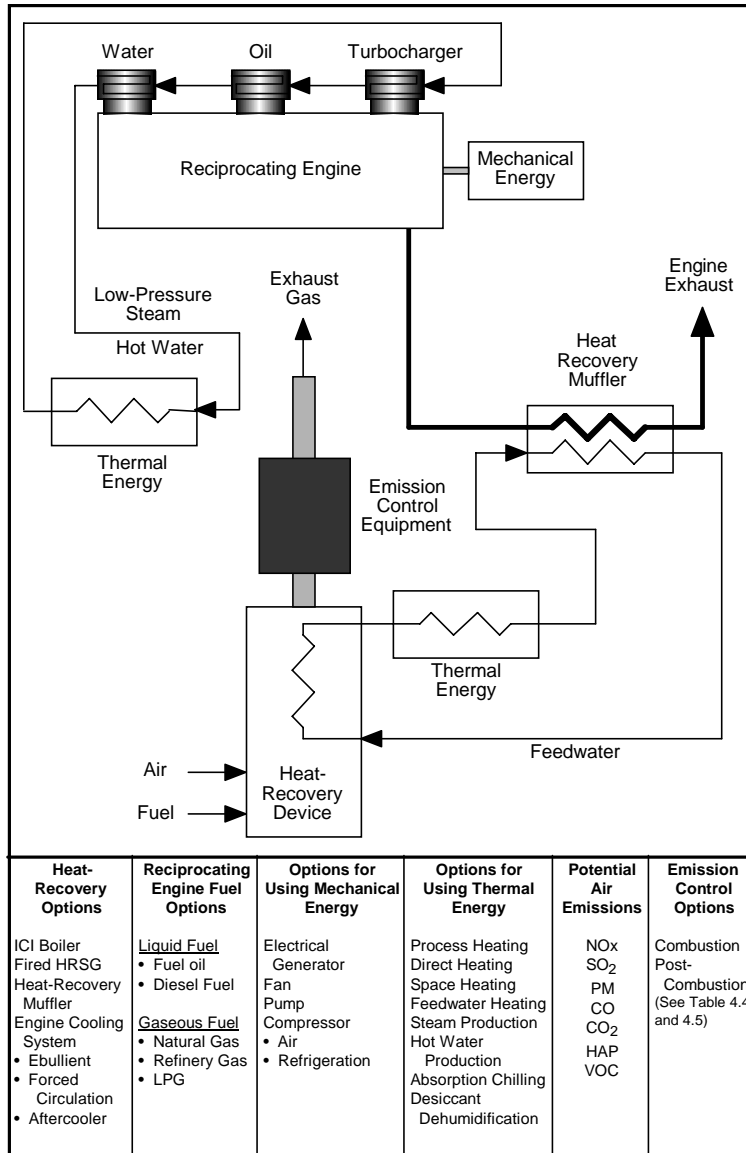 Water
Oil
Turbocharger
Reciprocating Engine
Mechanical
Energy
Exhaust
Gas
Engine
Exhaust
Low-Pressure
Steam
Hot Water
Heat
Recovery
Muffler
Thermal
Energy
Emission
Control
Equipment
Thermal
Energy
Feedwater
Air
Fuel
Heat-
Recovery
Device
Heat-
Recovery
Options
ICI Boiler
Fired HRSG
Heat-Recovery
Muffler
Engine Cooling
System
• Ebullient
• Forced
Circulation
• Aftercooler
Reciprocating
Engine Fuel
Options
Liquid Fuel
• Fuel oil
• Diesel Fuel
Gaseous Fuel
• Natural Gas
• Refinery Gas
• LPG
Options for
Using Mechanical
Energy
Electrical
Generator
Fan
Pump
Compressor
• Air
• Refrigeration
Options for
Using Thermal
Energy
Process Heating
Direct Heating
Space Heating
Feedwater Heating
Steam Production
Hot Water
Production
Absorption Chilling
Desiccant
Dehumidification
Potential
Air
Emissions
NOx
SO2
PM
CO
CO2
HAP
VOC
Emission
Control
Options
Combustion
Post-
Combustion
(See Table 4.4
and 4.5)